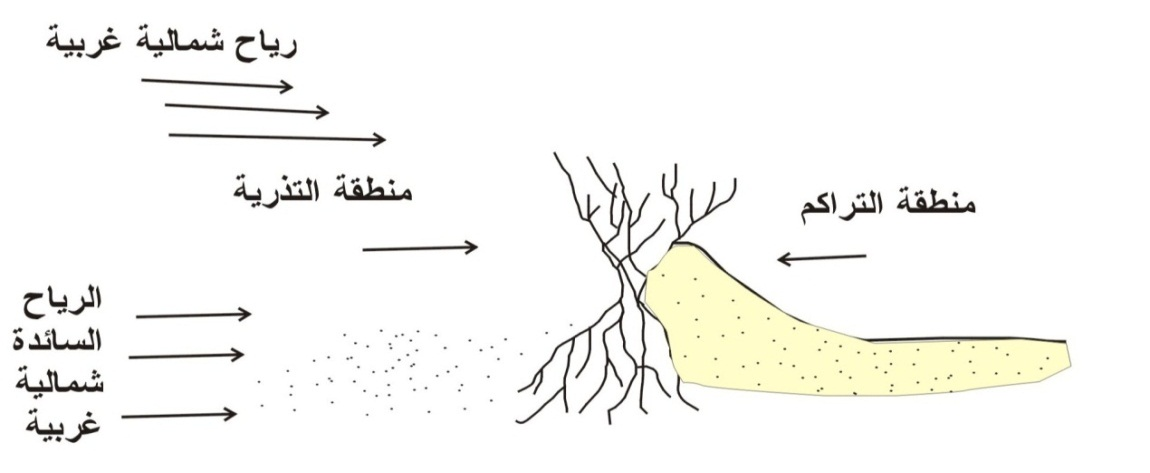 رياح شمالية غربية
منطقة التذرية
منطقة التراكم
الرياح
السائدة
شمالية
غربية